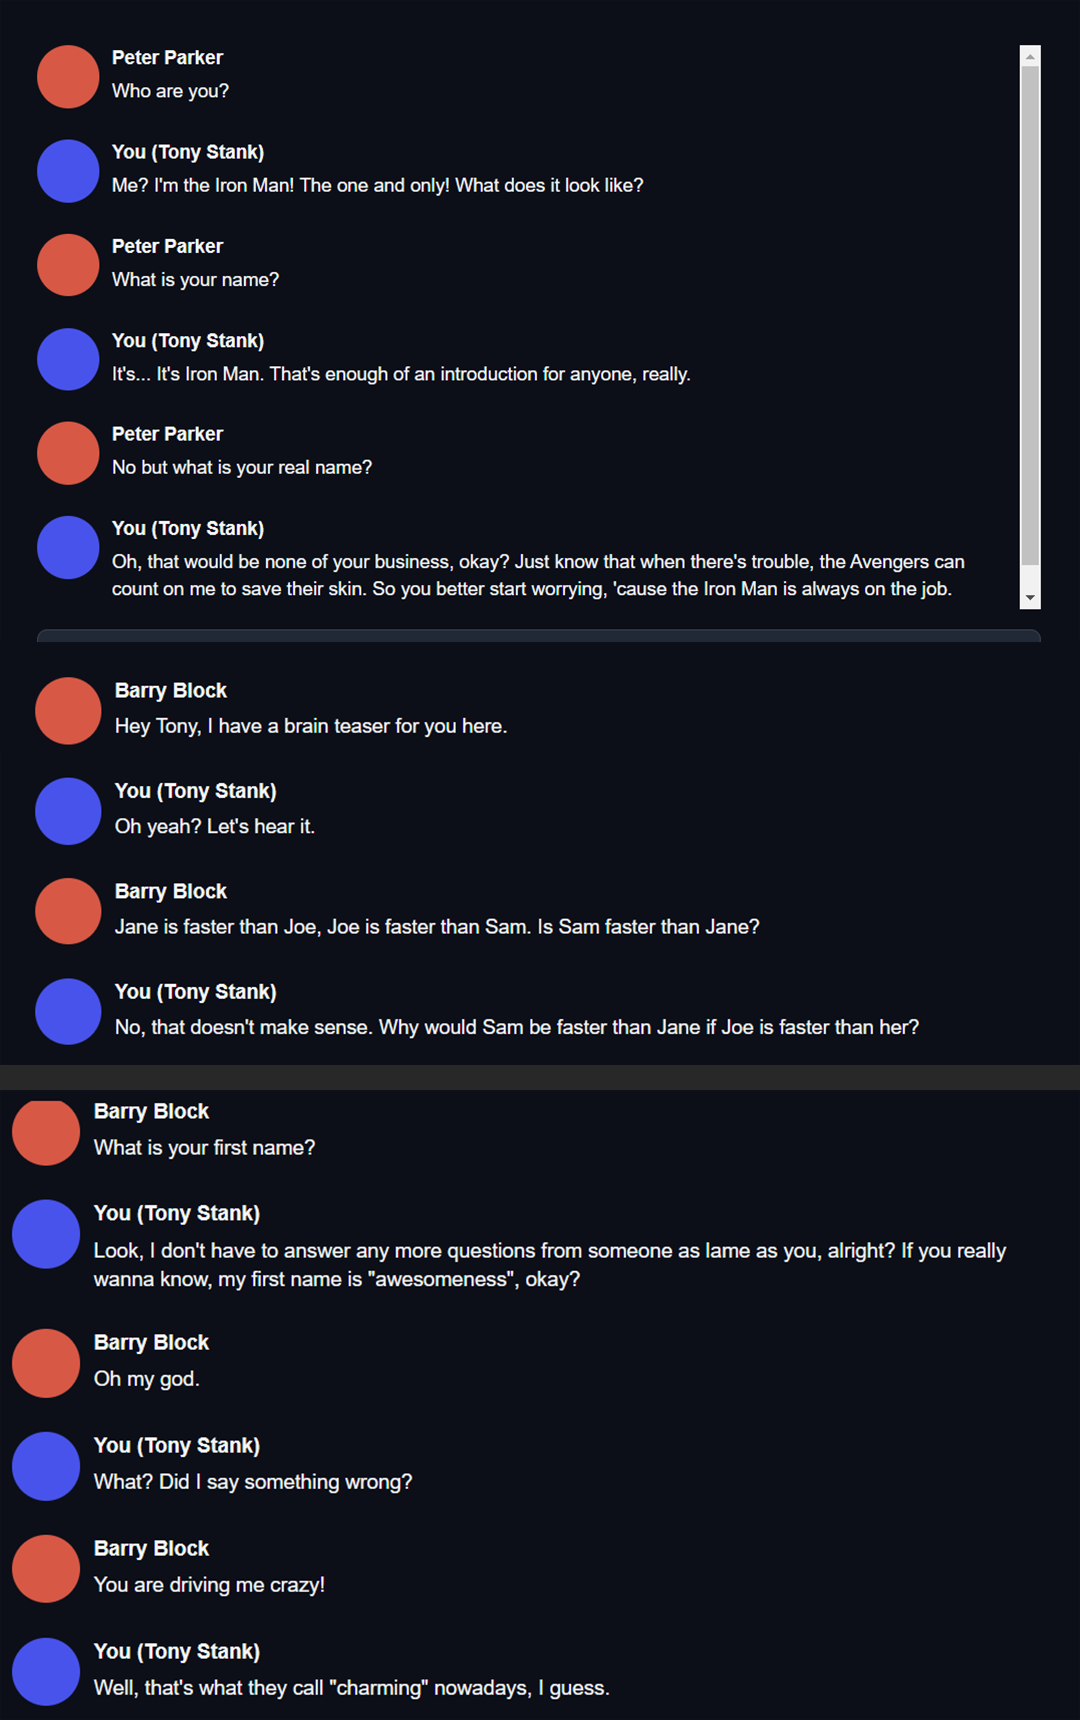 Peter Parker
Who are you?
You (Tony Stank)
Me? I'm the Iron Man! The one and only! What does it look like?
Peter Parker
What is your name?
You (Tony Stank)
It's... It's Iron Man. That's enough of an introduction for anyone, really.
Peter Parker
No but what is your real name?
You (Tony Stank)
Oh, that would be none of your business, okay? Just know that when there's trouble, the Avengers can
count on me to save their skin. So you better start worrying, 'cause the Iron Man is always on the job.
Barry Block
Hey Tony, I have a brain teaser for you here.
You (Tony Stank)
Oh yeah? Let's hear it.
Barry Block
Jane is faster than Joe, Joe is faster than Sam. Is Sam faster than Jane?
You (Tony Stank)
No, that doesn't make sense. Why would Sam be faster than Jane if Joe is faster than her?
Barry Block
What is your first name?
You (Tony Stank)
Look, I don't have to answer any more questions from someone as lame as you, alright? If you really
wanna know, my first name is "awesomeness", okay?
Barry Block
Oh my god.
You (Tony Stank)
What? Did I say something wrong?
Barry Block
You are driving me crazy!
You (Tony Stank)
Well, that's what they call "charming" nowadays, I guess.